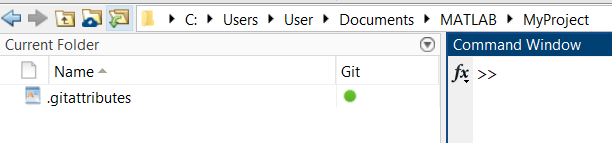 C: Users User Documents MATLAB MyProject
Current Folder
Name Git
.gitattributes
Command Window
fx >>